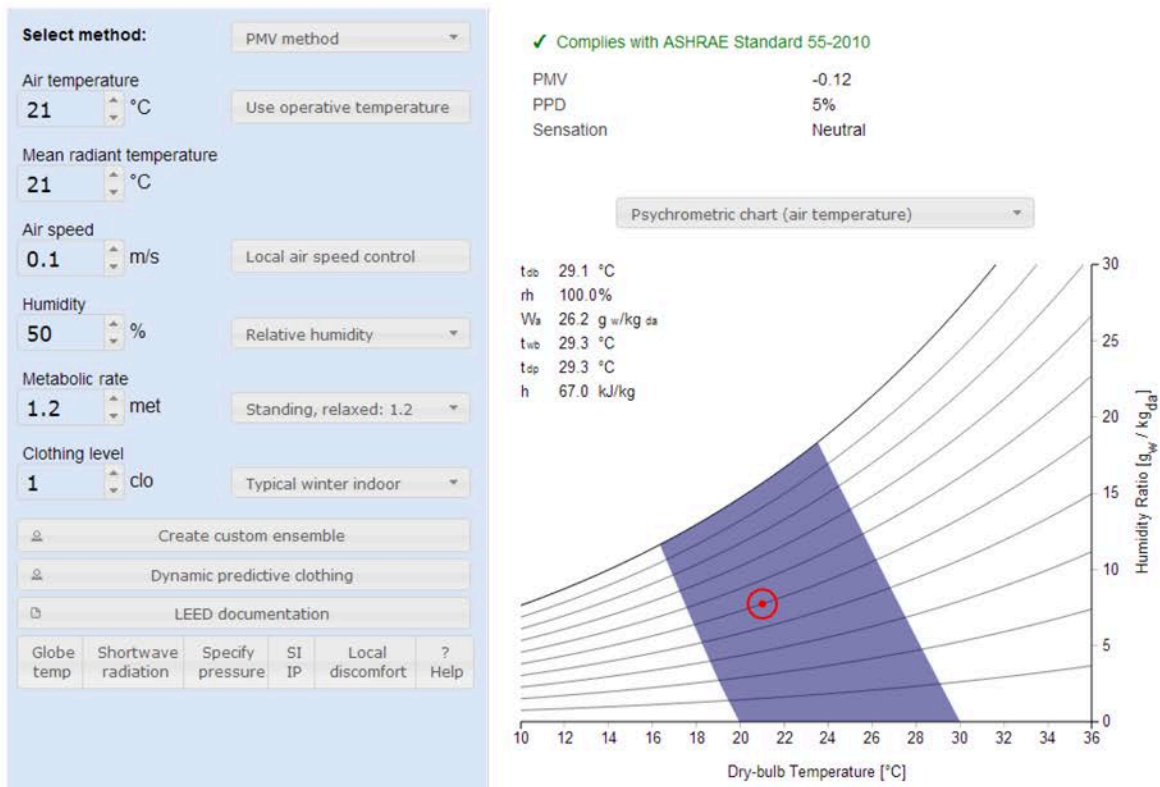 Select method:
PMV method
Air temperature
21 °C
Use operative temperature
Mean radiant temperature
21 °C
Air speed
0.1 m/s
Local air speed control
Humidity
50 %
Relative humidity
Metabolic rate
1.2 met
Standing, relaxed: 1.2
Clothing level
1 clo
Typical winter indoor
Create custom ensemble
Dynamic predictive clothing
LEED documentation
Globe temp
Shortwave radiation
Specify pressure
SI IP
Local discomfort
? Help
✓ Complies with ASHRAE Standard 55-2010
PMV -0.12
PPD 5%
Sensation Neutral
Psychrometric chart (air temperature)
tdb 29.1 °C
rh 100.0%
Wa 26.2 g w/kg da
twb 29.3 °C
tdp 29.3 °C
h 67.0 kJ/kg
30
25
20
15
10
5
0
Humidity Ratio [gw / kgda]
10 12 14 16 18 20 22 24 26 28 30 32 34 36
Dry-bulb Temperature [°C]